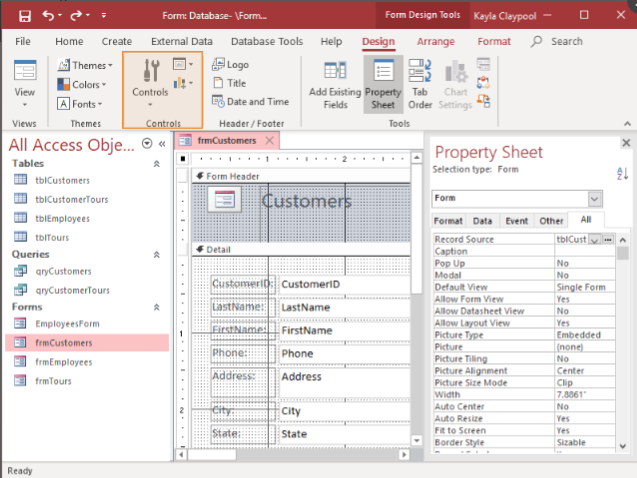 Form: Database- \Form...
Form Design Tools
Kayla Claypool
File Home Create External Data Database Tools Help Design Arrange Format Search
View
Views
Themes
Colors
Fonts
Themes
Controls
Controls
Logo
Title
Date and Time
Header / Footer
Add Existing Fields
Property Sheet
Tab Order
Chart Settings
Tools
All Access Obje...
Tables
tblCustomers
tblCustomerTours
tblEmployees
tblTours
Queries
qryCustomers
qryCustomerTours
Forms
EmployeesForm
frmCustomers
frmEmployees
frmTours
frmCustomers
1 2
Form Header
Customers
Detail
CustomerID: CustomerID
LastName: LastName
FirstName: FirstName
1
Phone: Phone
Address: Address
City: City
2
State: State
Property Sheet
Selection type: Form
Form
Format Data Event Other All
Record Source tblCust
Caption
Pop Up No
Modal No
Default View Single Form
Allow Form View Yes
Allow Datasheet View No
Allow Layout View Yes
Picture Type Embedded
Picture (none)
Picture Tiling No
Picture Alignment Center
Picture Size Mode Clip
Width 7.8861"
Auto Center No
Auto Resize Yes
Fit to Screen Yes
Border Style Sizable
Ready